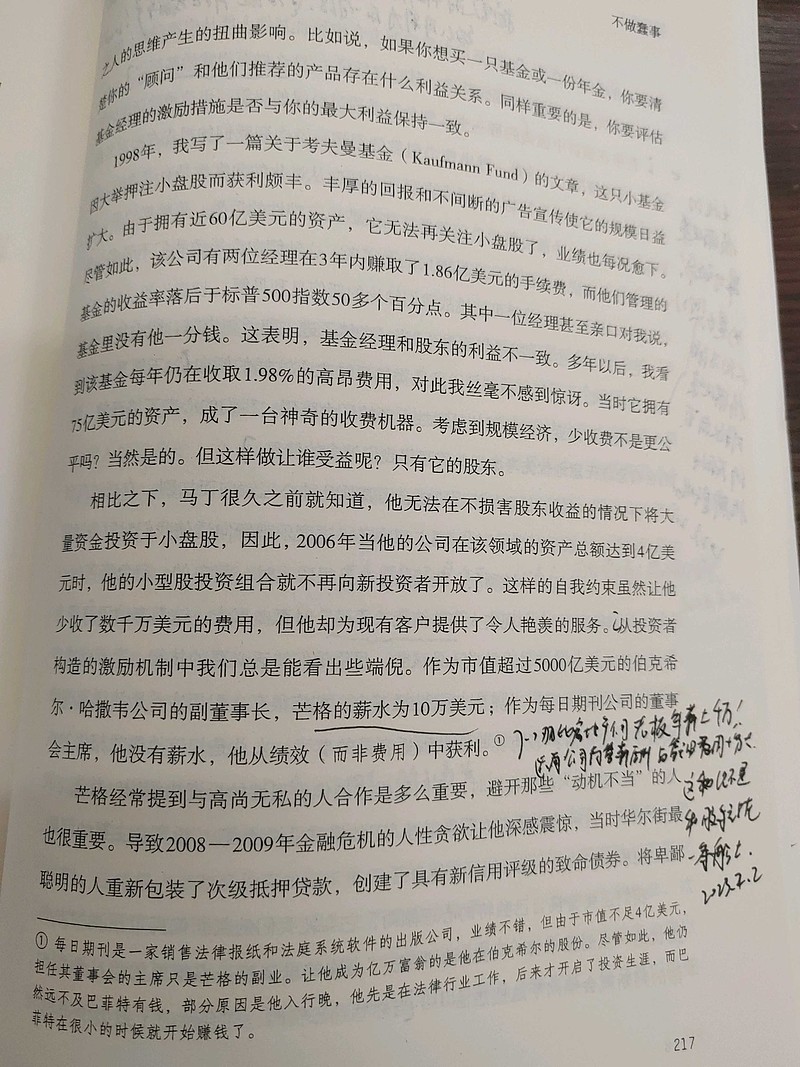 不做蠢事
之人的思维产生的扭曲影响。比如说，如果你想买一只基金或一份年金，你要清
楚你的“顾问”和他们推荐的产品存在什么利益关系。同样重要的是，你要评估
基金经理的激励措施是否与你的最大利益保持一致。
1998年，我写了一篇关于考夫曼基金（Kaufmann Fund）的文章，这只小基金
因大举押注小盘股而获利颇丰。丰厚的回报和不间断的广告宣传使它的规模日益
扩大。由于拥有近60亿美元的资产，它无法再关注小盘股了，业绩也每况愈下。
尽管如此，该公司有两位经理在3年内赚取了1.86亿美元的手续费，而他们管理的
基金的收益率落后于标普500指数50多个百分点。其中一位经理甚至亲口对我说，
基金里没有他一分钱。这表明，基金经理和股东的利益不一致。多年以后，我看
到该基金每年仍在收取1.98%的高昂费用，对此我丝毫不感到惊讶。当时它拥有
75亿美元的资产，成了一台神奇的收费机器。考虑到规模经济，少收费不是更公
平吗？当然是的。但这样做让谁受益呢？只有它的股东。
相比之下，马丁很久之前就知道，他无法在不损害股东收益的情况下将大
量资金投资于小盘股，因此，2006年当他的公司在该领域的资产总额达到4亿美
元时，他的小型股投资组合就不再向新投资者开放了。这样的自我约束虽然让他
少收了数千万美元的费用，但他却为现有客户提供了令人艳羡的服务。从投资者
构造的激励机制中我们总是能看出些端倪。作为市值超过5000亿美元的伯克希
尔·哈撒韦公司的副董事长，芒格的薪水为10万美元；作为每日期刊公司的董事
会主席，他没有薪水，他从绩效（而非费用）中获利。①
老板年薪上千万！
芒格经常提到与高尚无私的人合作是多么重要，避开那些“动机不当”的人
也很重要。导致2008—2009年金融危机的人性贪欲让他深感震惊，当时华尔街最
聪明的人重新包装了次级抵押贷款，创建了具有新信用评级的致命债券。将卑鄙
2023.2.2
① 每日期刊是一家销售法律报纸和法庭系统软件的出版公司，业绩不错，但由于市值不足4亿美元，
担任其董事会的主席只是芒格的副业。让他成为亿万富翁的是他在伯克希尔的股份。尽管如此，他仍
然远不及巴菲特有钱，部分原因是他入行晚，他先是在法律行业工作，后来才开启了投资生涯，而巴
菲特在很小的时候就开始赚钱了。
217